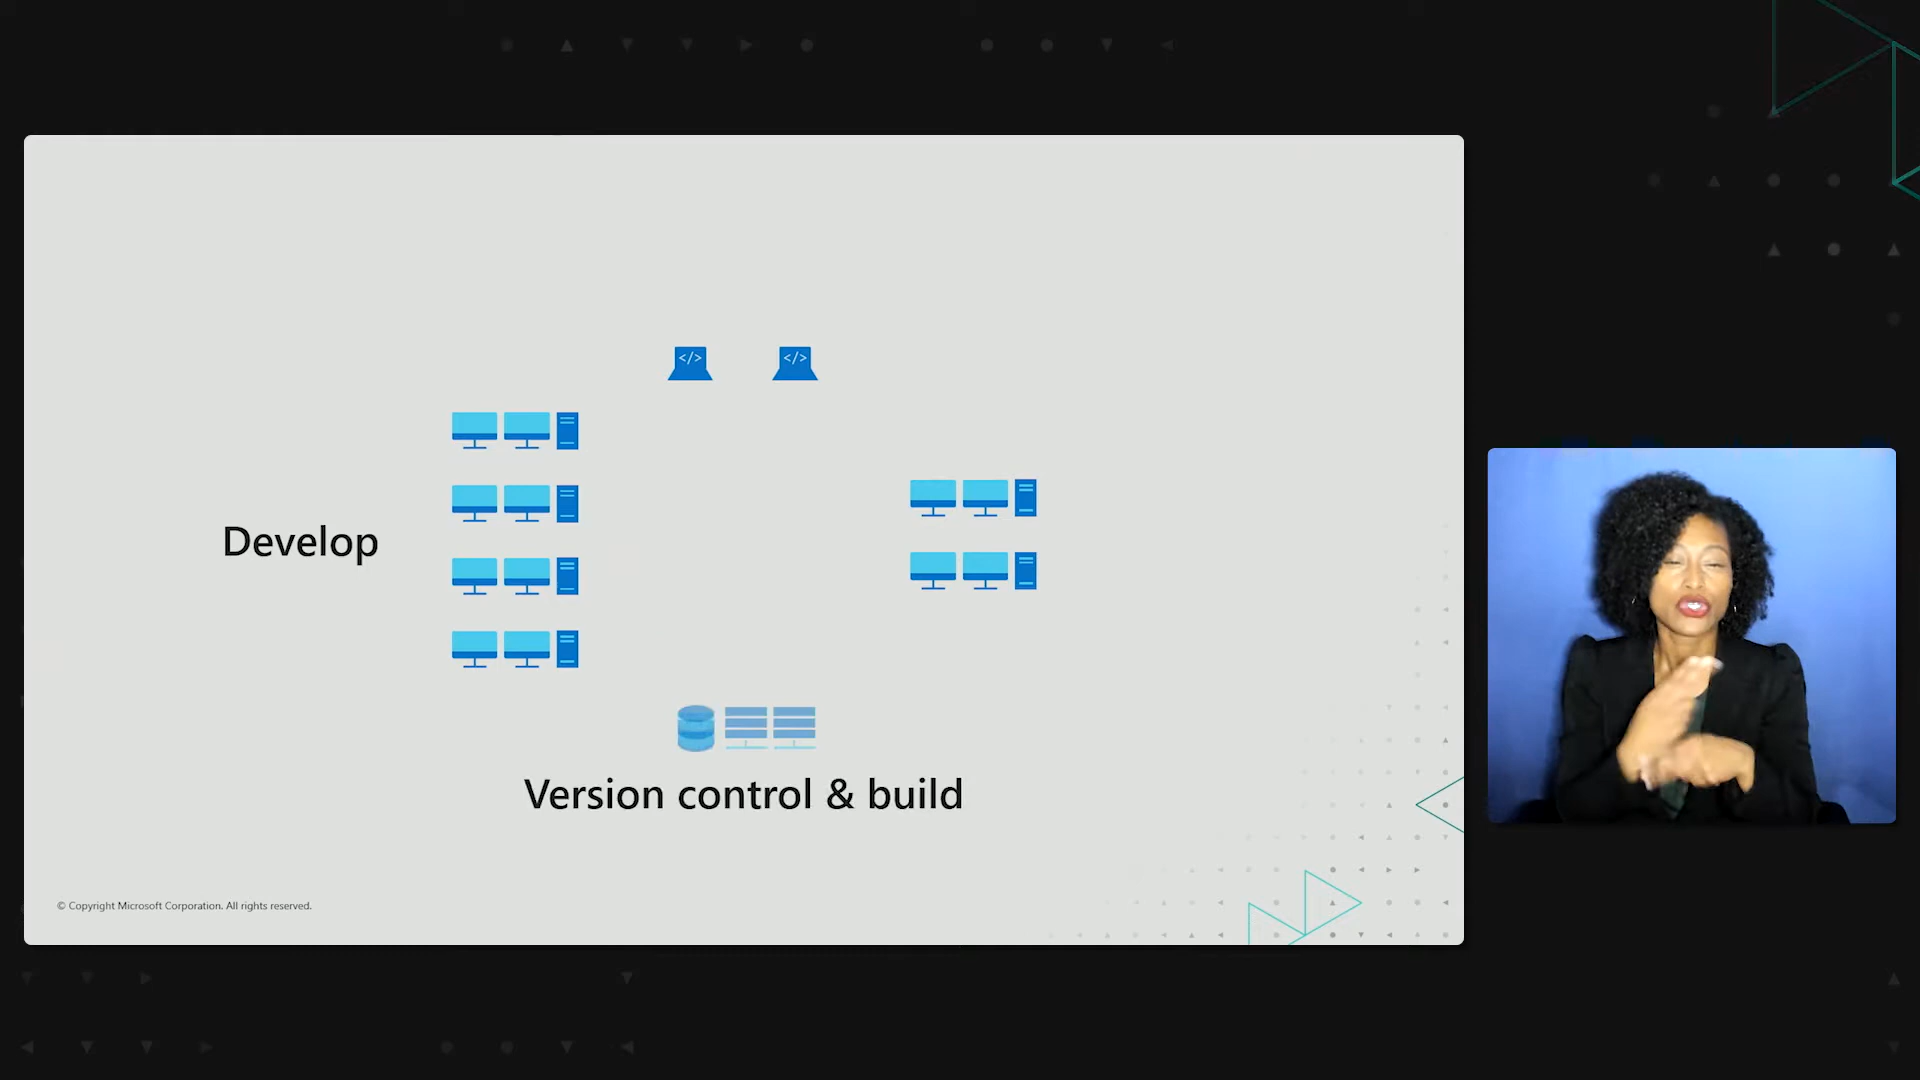 </>
</>
Develop
Version control & build
© Copyright Microsoft Corporation. All rights reserved.